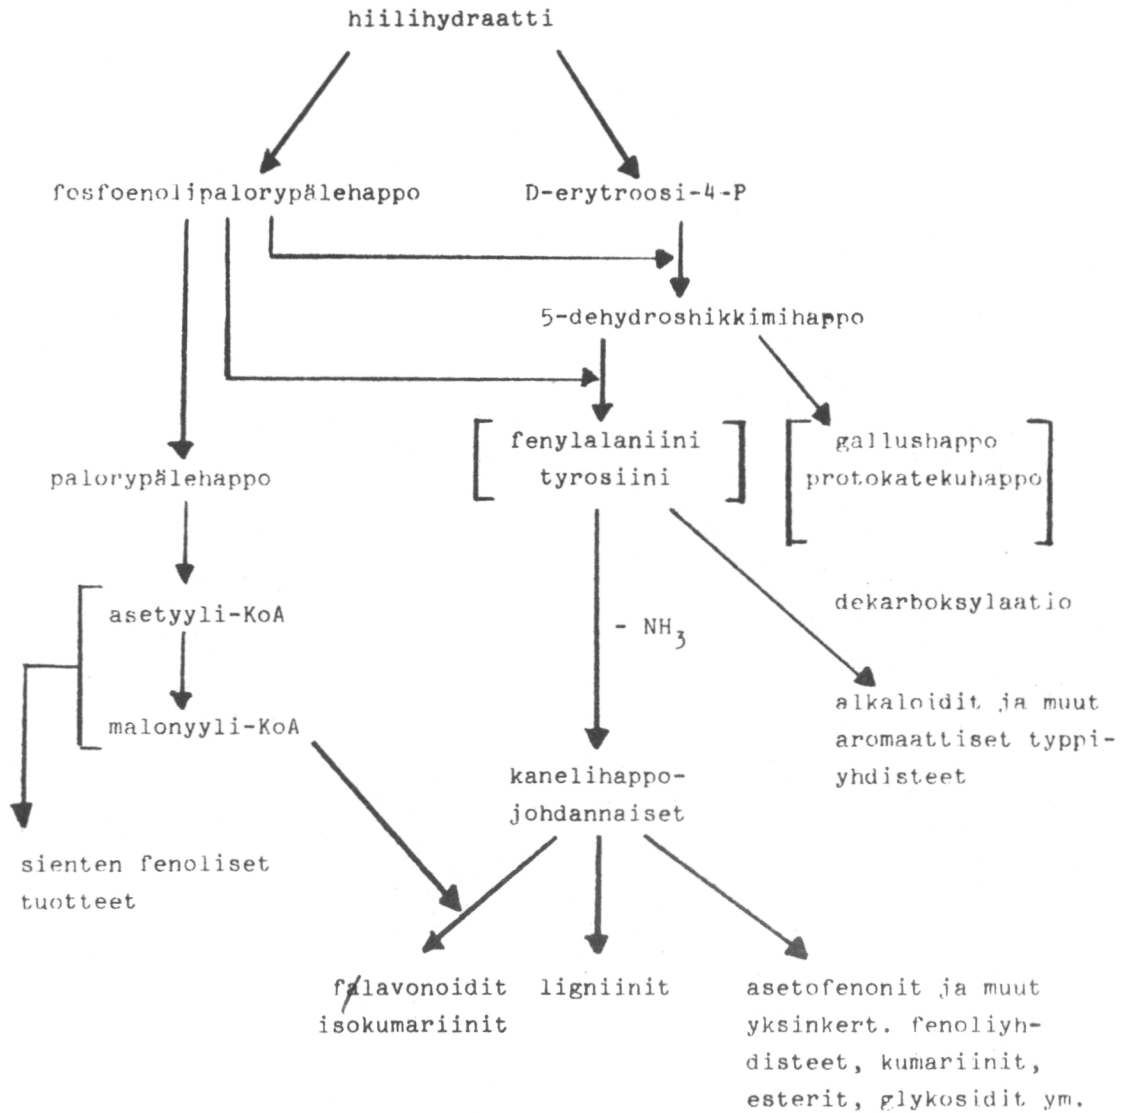 hiilihydraatti
fosfoenolipalorypälehappo
D-erytroosi-4-P
5-dehydroshikkimihappo
fenylalaniini
tyrosiini
gallushappo
protokatekuhappo
palorypälehappo
asetyyli-KoA
malonyyli-KoA
- NH3
dekarboksylaatio
alkaloidit ja muut
aromaattiset typpi-
yhdisteet
kanelihappo-
johdannaiset
sienten fenoliset
tuotteet
falavonoidit
isokumariinit
ligniinit
asetofenonit ja muut
yksinkert. fenoliyh-
disteet, kumariinit,
esterit, glykosidit ym.